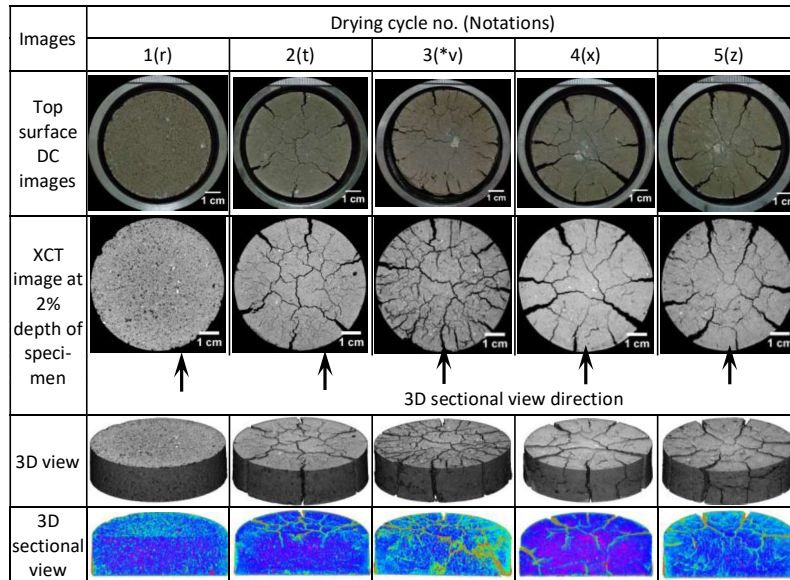 Images
Drying cycle no. (Notations)
1(r)
2(t)
3(*v)
4(x)
5(z)
Top
surface
DC
images
1 cm
1 cm
1 cm
1 cm
1 cm
XCT
image at
2%
depth of
speci-
men
1 cm
1 cm
1 cm
1 cm
1 cm
3D sectional view direction
3D view
3D
sectional
view